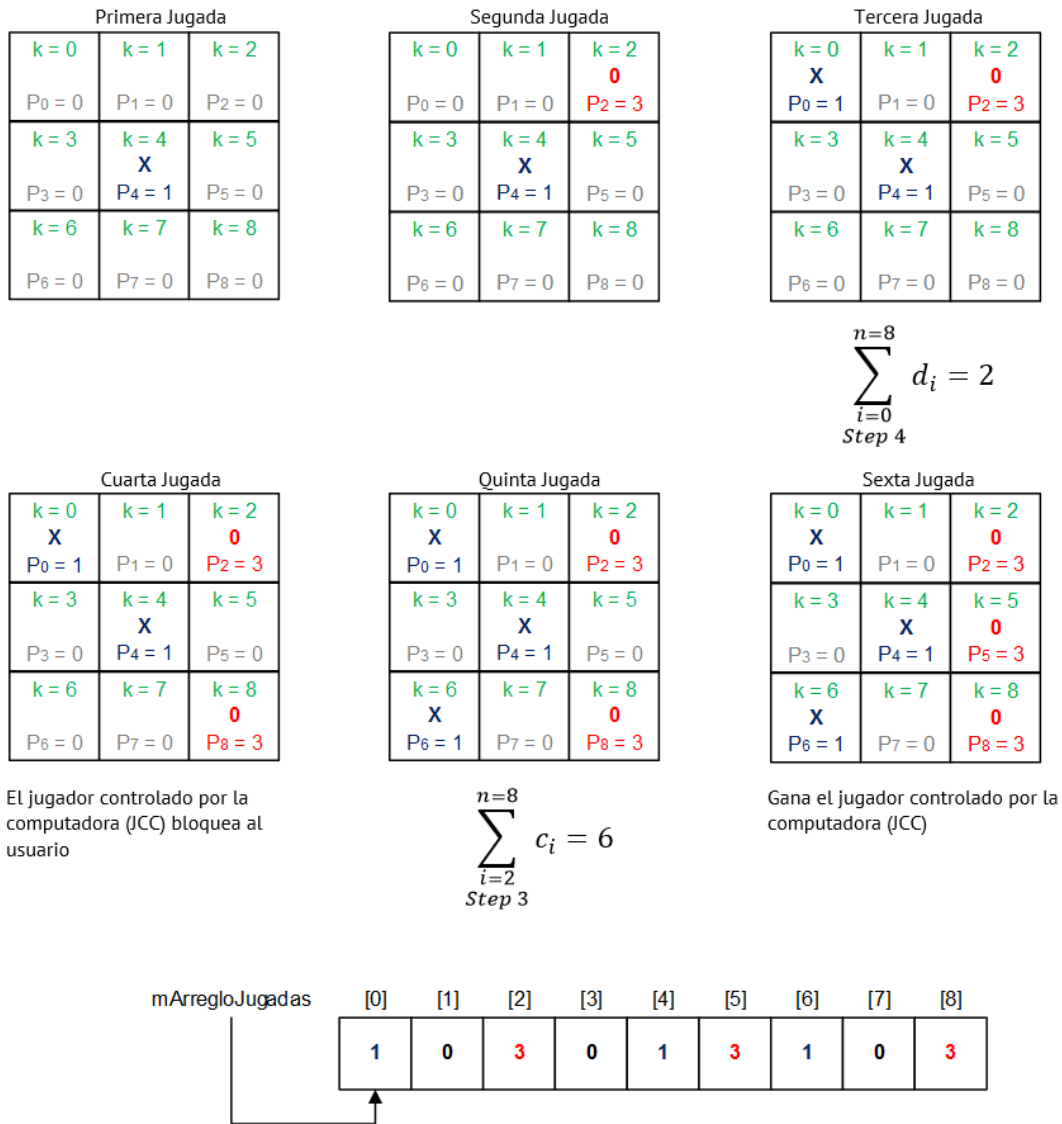 Primera Jugada Segunda Jugada Tercera Jugada
k = 0 k = 1 k = 2 k = 0 k = 1 k = 2 k = 0 k = 1 k = 2
0 X 0
P0 = 0 P1 = 0 P2 = 0 P0 = 0 P1 = 0 P2 = 3 P0 = 1 P1 = 0 P2 = 3
k = 3 k = 4 k = 5 k = 3 k = 4 k = 5 k = 3 k = 4 k = 5
X X X
P3 = 0 P4 = 1 P5 = 0 P3 = 0 P4 = 1 P5 = 0 P3 = 0 P4 = 1 P5 = 0
k = 6 k = 7 k = 8 k = 6 k = 7 k = 8 k = 6 k = 7 k = 8
P6 = 0 P7 = 0 P8 = 0 P6 = 0 P7 = 0 P8 = 0 P6 = 0 P7 = 0 P8 = 0
n=8
∑ di = 2
i=0
Step 4
Cuarta Jugada Quinta Jugada Sexta Jugada
k = 0 k = 1 k = 2 k = 0 k = 1 k = 2 k = 0 k = 1 k = 2
X 0 X 0 X 0
P0 = 1 P1 = 0 P2 = 3 P0 = 1 P1 = 0 P2 = 3 P0 = 1 P1 = 0 P2 = 3
k = 3 k = 4 k = 5 k = 3 k = 4 k = 5 k = 3 k = 4 k = 5
X X X 0
P3 = 0 P4 = 1 P5 = 0 P3 = 0 P4 = 1 P5 = 0 P3 = 0 P4 = 1 P5 = 3
k = 6 k = 7 k = 8 k = 6 k = 7 k = 8 k = 6 k = 7 k = 8
0 X 0 X 0
P6 = 0 P7 = 0 P8 = 3 P6 = 1 P7 = 0 P8 = 3 P6 = 1 P7 = 0 P8 = 3
El jugador controlado por la
computadora (JCC) bloquea al
usuario
n=8
∑ ci = 6
i=2
Step 3
Gana el jugador controlado por la
computadora (JCC)
mArregloJugadas [0] [1] [2] [3] [4] [5] [6] [7] [8]
1 0 3 0 1 3 1 0 3